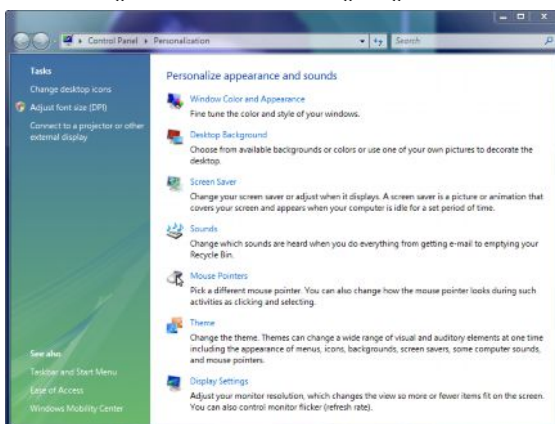 Control Panel ▸ Personalization
Search
Tasks
Change desktop icons
Adjust font size (DPI)
Connect to a projector or other
external display
See also
Taskbar and Start Menu
Ease of Access
Windows Mobility Center
Personalize appearance and sounds
Window Color and Appearance
Fine tune the color and style of your windows.
Desktop Background
Choose from available backgrounds or colors or use one of your own pictures to decorate the
desktop.
Screen Saver
Change your screen saver or adjust when it displays. A screen saver is a picture or animation that
covers your screen and appears when your computer is idle for a set period of time.
Sounds
Change which sounds are heard when you do everything from getting e-mail to emptying your
Recycle Bin.
Mouse Pointers
Pick a different mouse pointer. You can also change how the mouse pointer looks during such
activities as clicking and selecting.
Theme
Change the theme. Themes can change a wide range of visual and auditory elements at one time
including the appearance of menus, icons, backgrounds, screen savers, some computer sounds,
and mouse pointers.
Display Settings
Adjust your monitor resolution, which changes the view so more or fewer items fit on the screen.
You can also control monitor flicker (refresh rate).